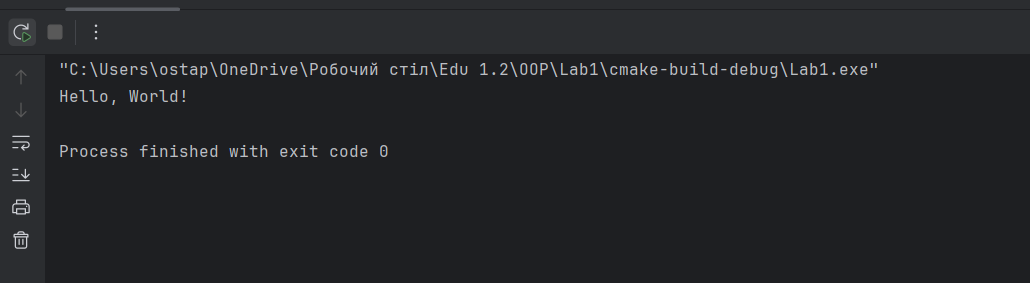 "C:\Users\ostap\OneDrive\Робочий стіл\Edu 1.2\OOP\Lab1\cmake-build-debug\Lab1.exe"
Hello, World!
Process finished with exit code 0